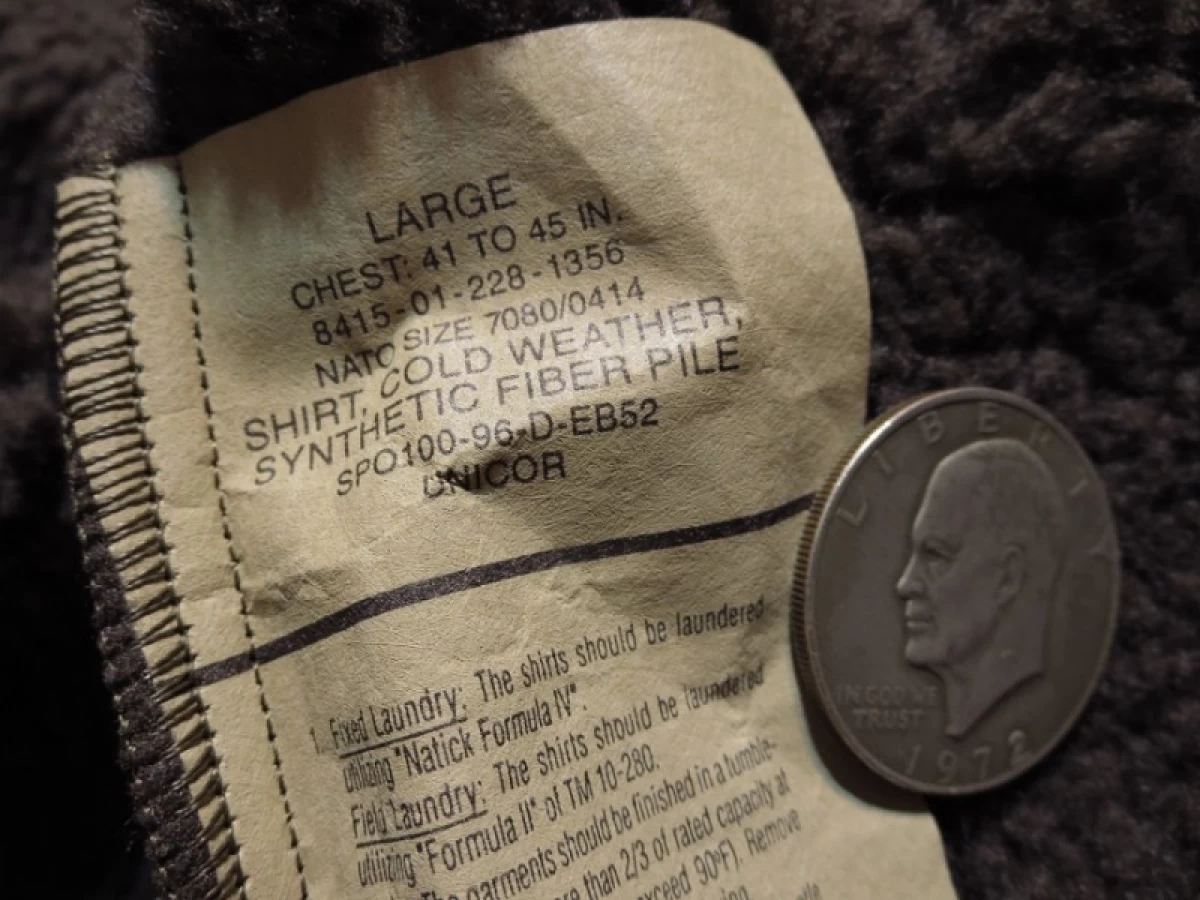 LARGE
CHEST: 41 TO 45 IN.
8415-01-228-1356
NATO SIZE 7080/0414
SHIRT, COLD WEATHER,
SYNTHETIC FIBER PILE
SPO100-96-D-EB52
UNICOR
1. Fixed Laundry: The shirts should be laundered
utilizing "Natick Formula IV".
Field Laundry: The shirts should be laundered
utilizing "Formula II" of TM 10-280.
The garments should be finished in a tumble-
than 2/3 of rated capacity at
exceed 90ºF). Remove
LIBERTY
IN GOD WE
TRUST
1972